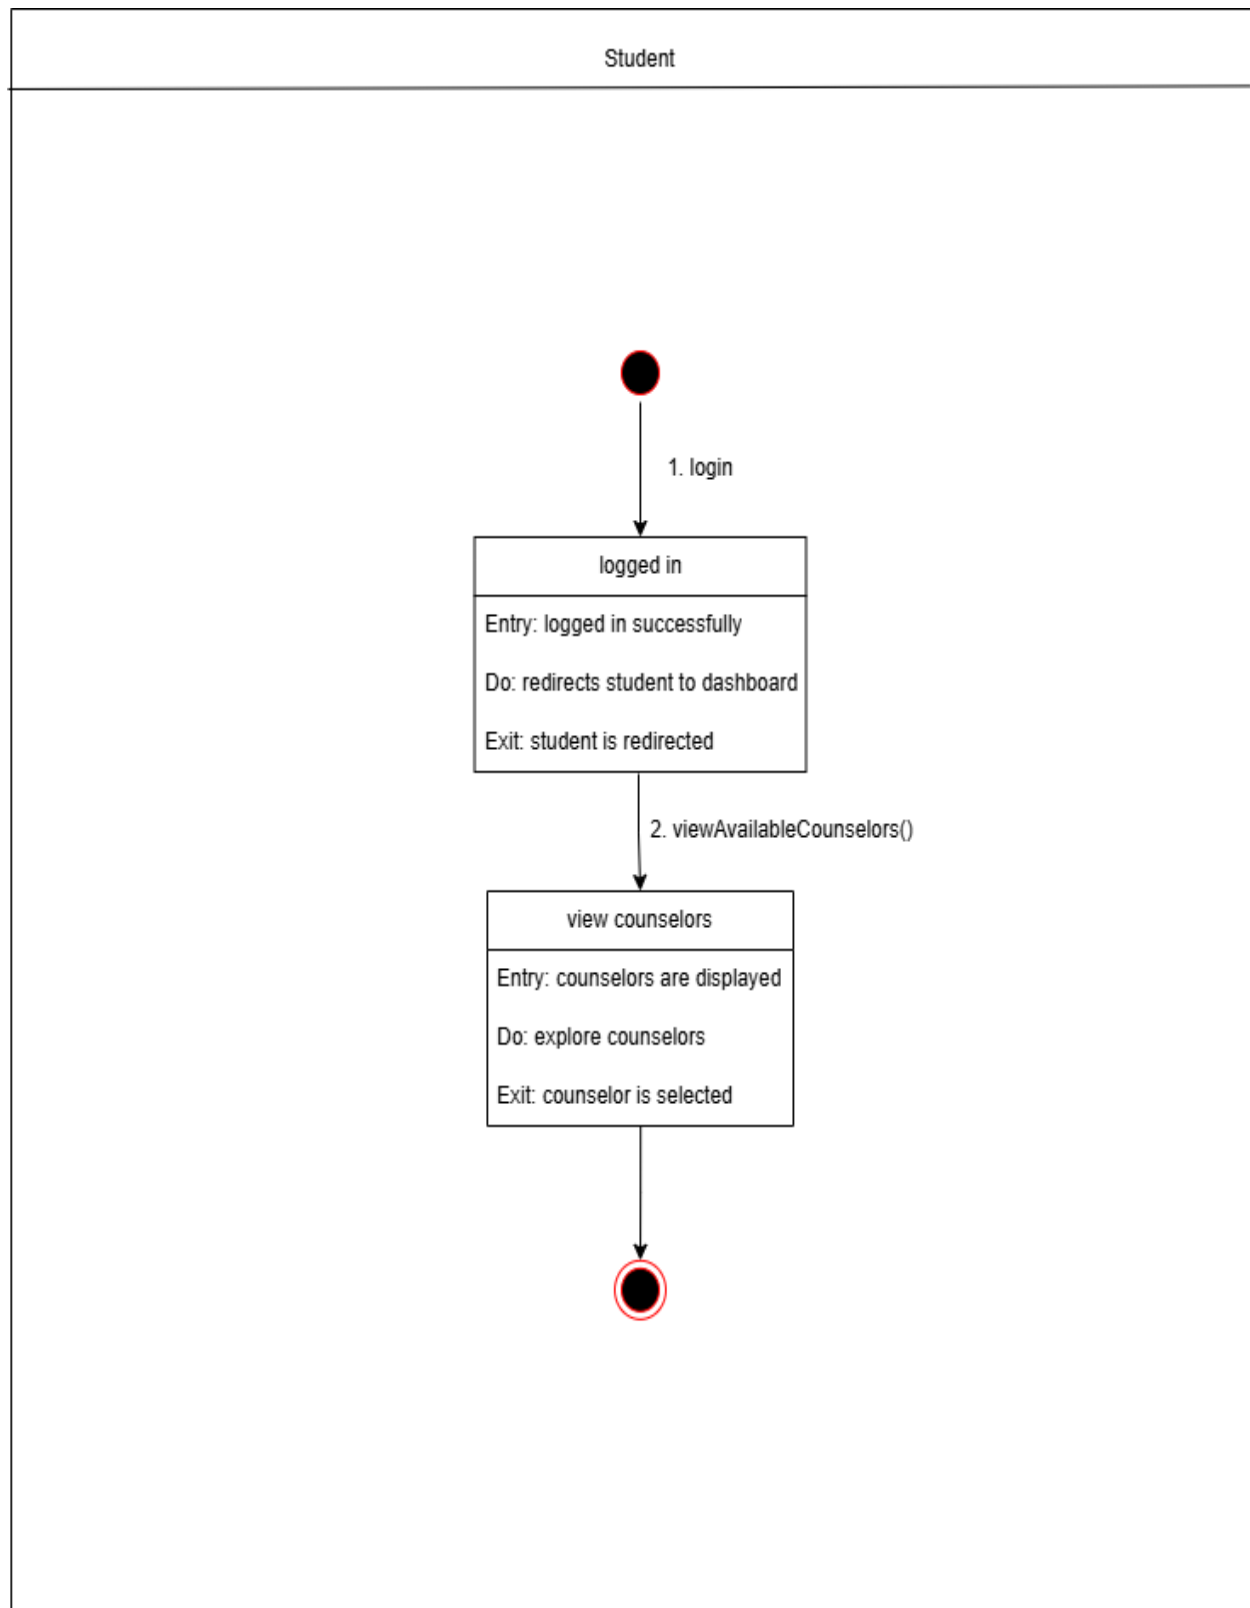 Student
1. login
logged in
Entry: logged in successfully
Do: redirects student to dashboard
Exit: student is redirected
2. viewAvailableCounselors()
view counselors
Entry: counselors are displayed
Do: explore counselors
Exit: counselor is selected